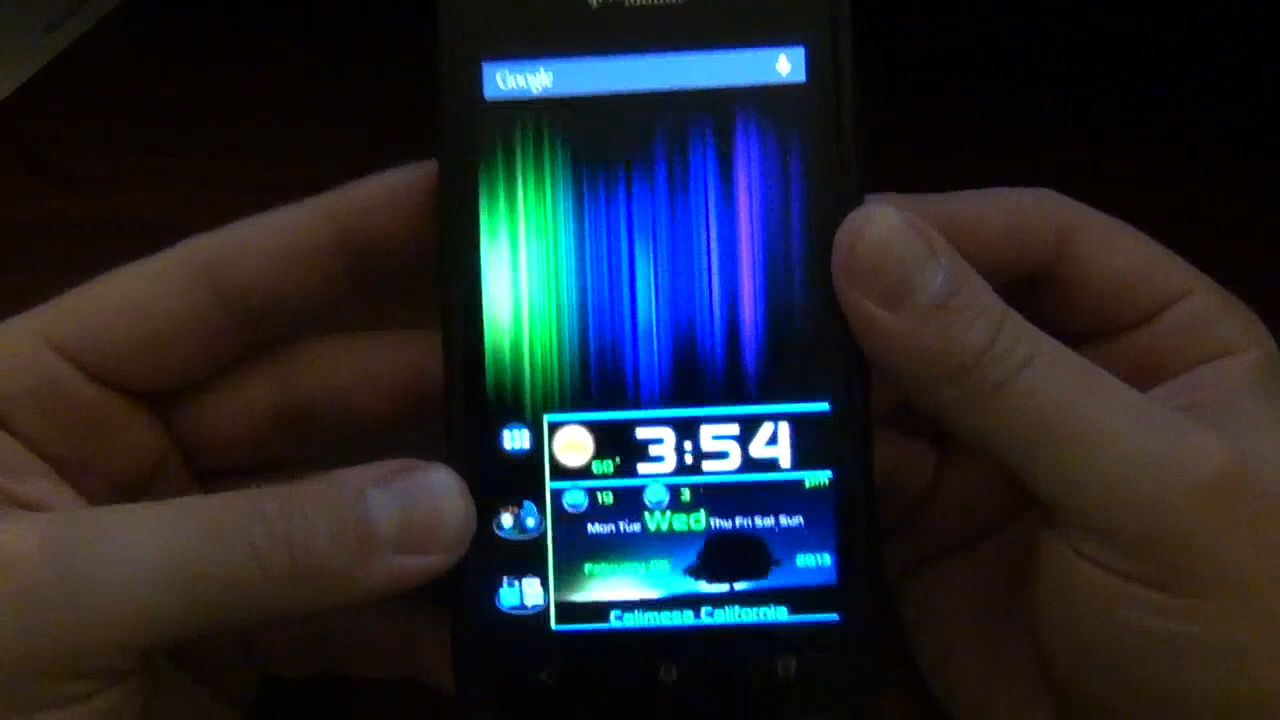 Google
3:54
60°
pm
19 3
Mon Tue Wed Thu Fri Sat Sun
February 06 2013
Calimesa California